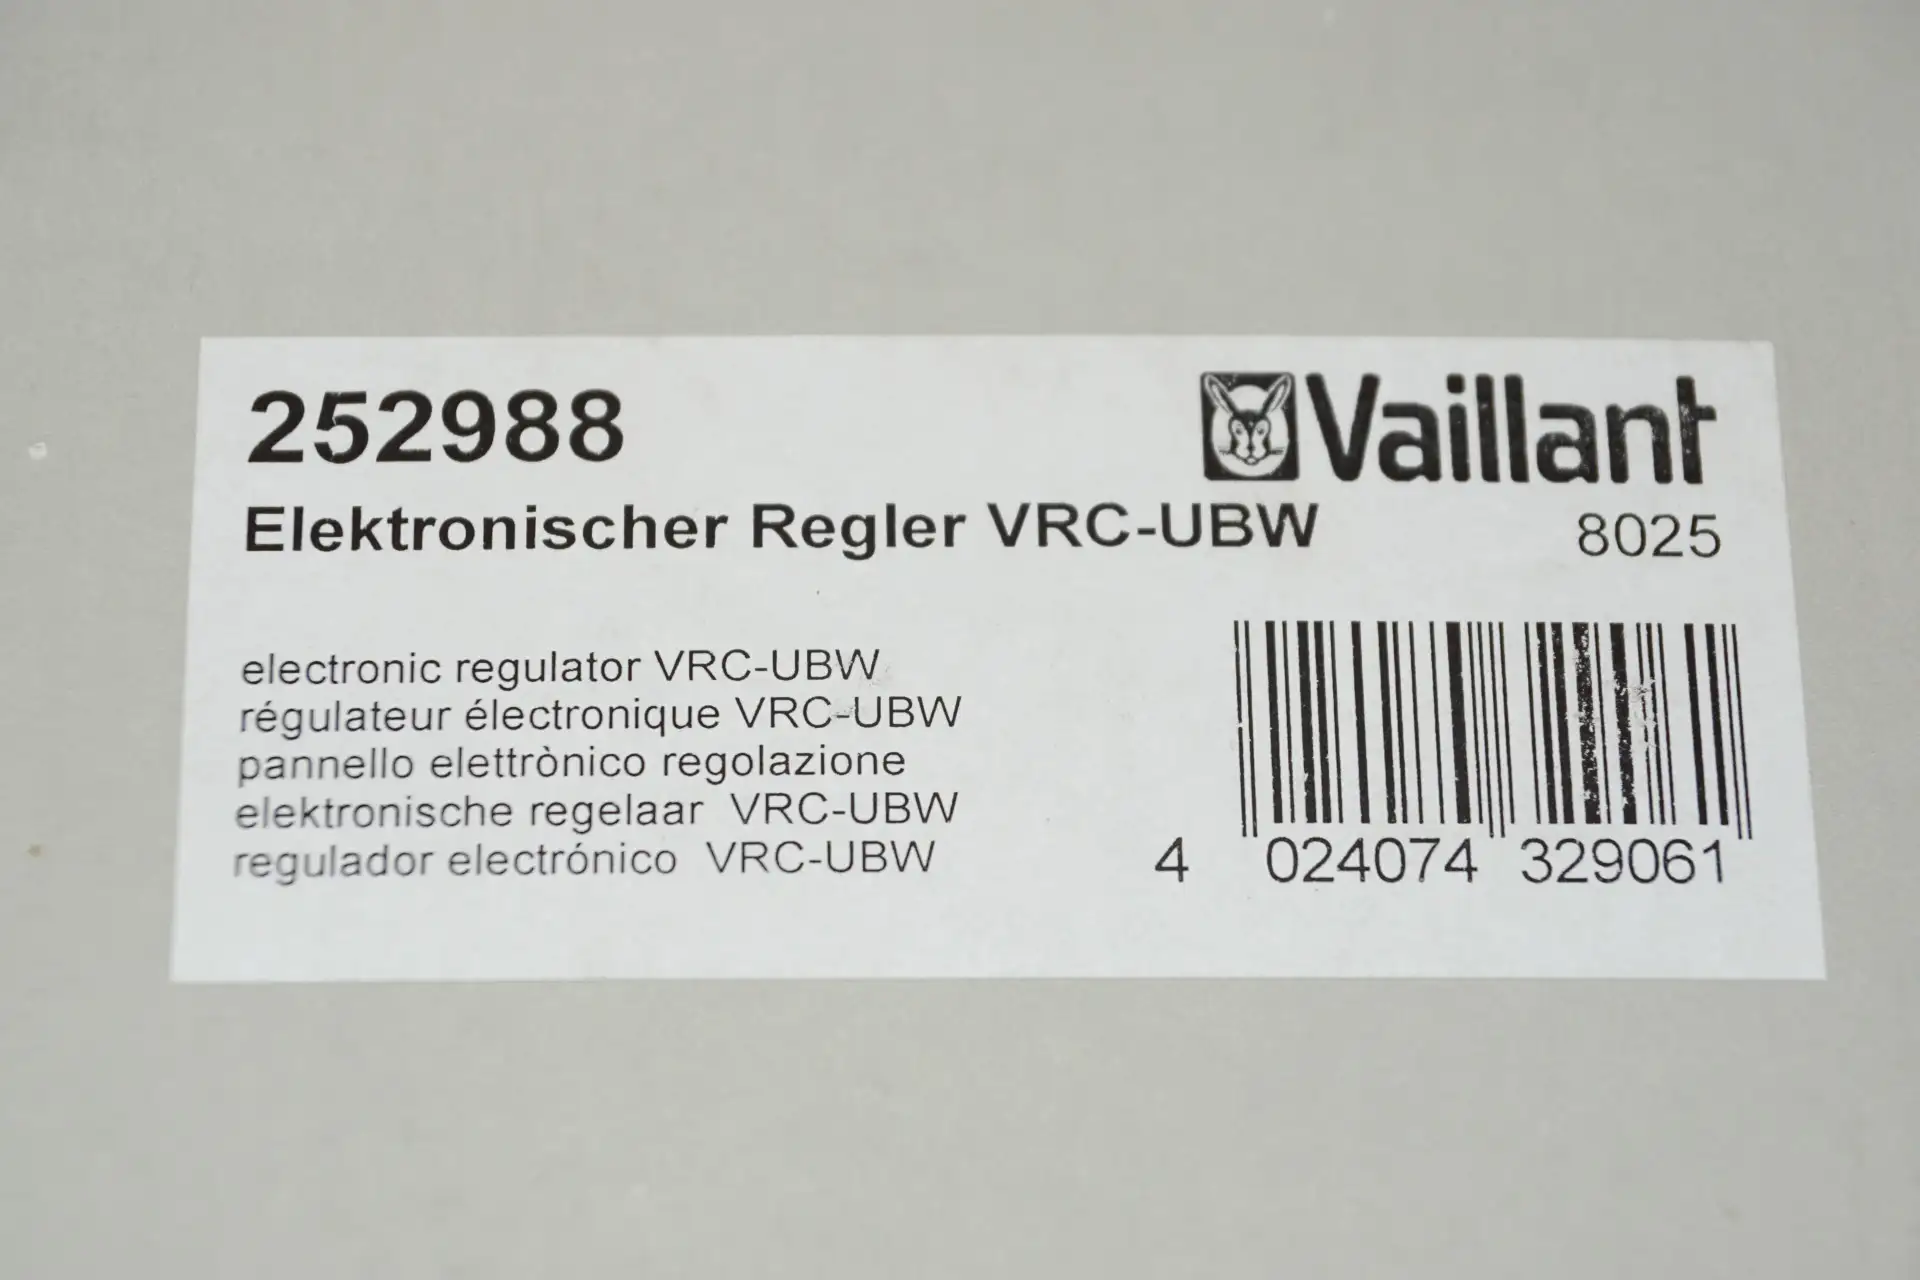 252988
Vaillant
Elektronischer Regler VRC-UBW
8025
electronic regulator VRC-UBW
régulateur électronique VRC-UBW
pannello elettrònico regolazione
elektronische regelaar VRC-UBW
regulador electrónico VRC-UBW
4 024074 329061